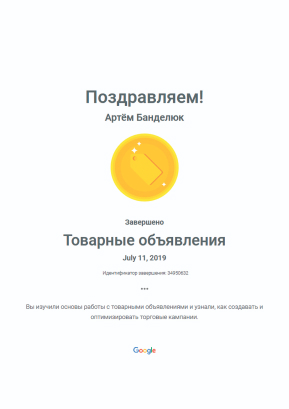 Поздравляем!
Артём Банделюк
Завершено
Товарные объявления
July 11, 2019
Идентификатор завершения: 34950632
Вы изучили основы работы с товарными объявлениями и узнали, как создавать и
оптимизировать торговые кампании.
Google